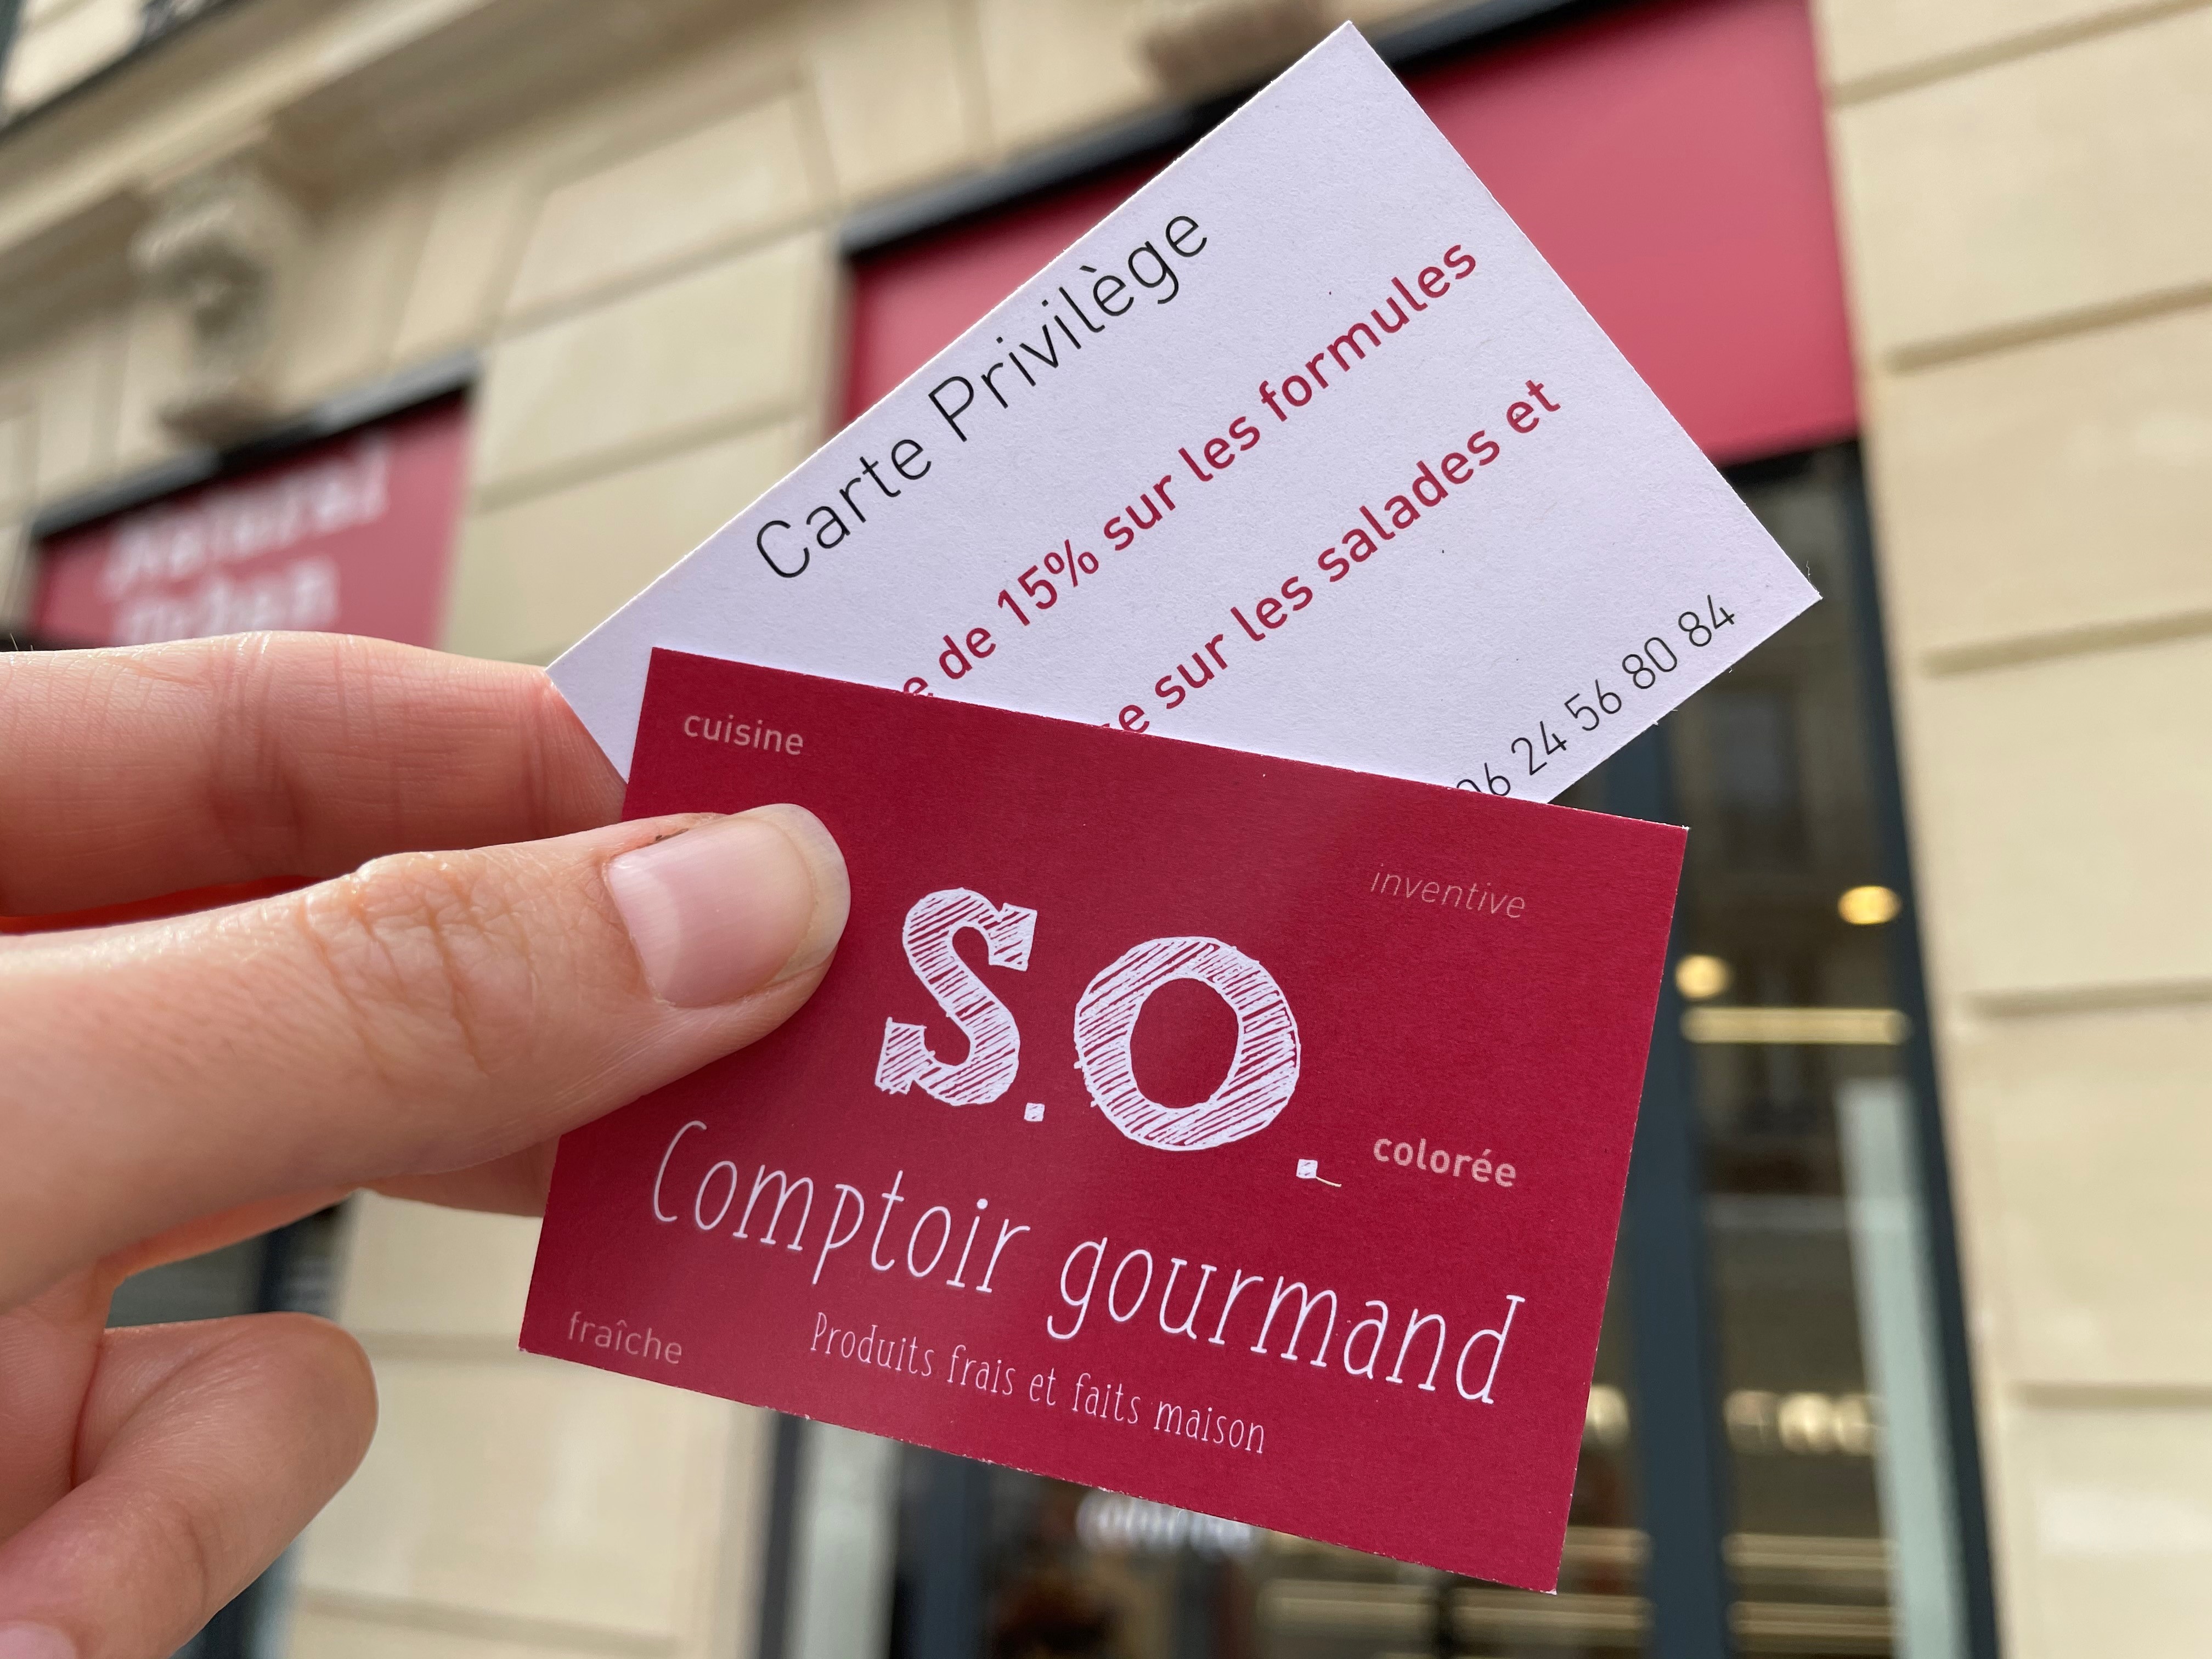 Carte Privilège
de 15% sur les formules
sur les salades et
06 24 56 80 84
cuisine
inventive
S.O.
colorée
Comptoir gourmand
fraîche
Produits frais et faits maison
Natural